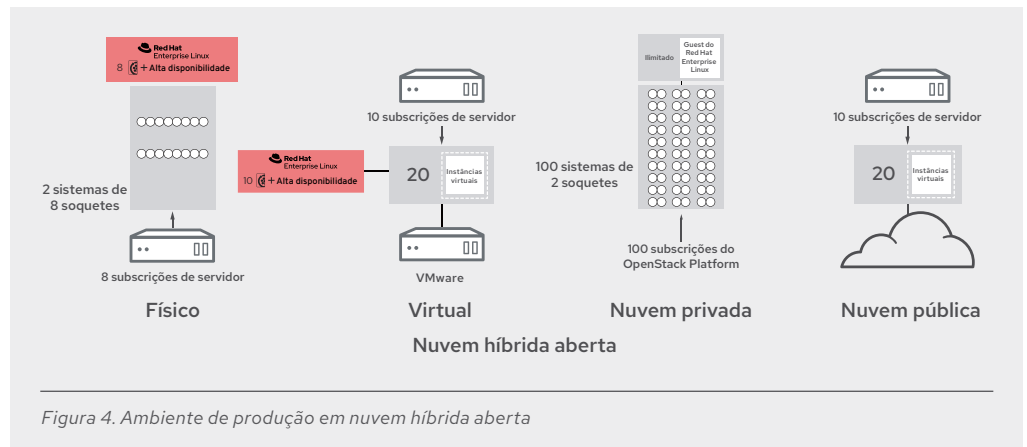 Red Hat
Enterprise Linux
8 + Alta disponibilidade
2 sistemas de
8 soquetes
8 subscrições de servidor
Físico
10 subscrições de servidor
Red Hat
Enterprise Linux
10 + Alta disponibilidade
20
Instâncias
virtuais
VMware
Virtual
Ilimitado
Guest do
Red Hat
Enterprise
Linux
100 sistemas de
2 soquetes
100 subscrições do
OpenStack Platform
Nuvem privada
10 subscrições de servidor
20
Instâncias
virtuais
Nuvem pública
Nuvem híbrida aberta
Figura 4. Ambiente de produção em nuvem híbrida aberta